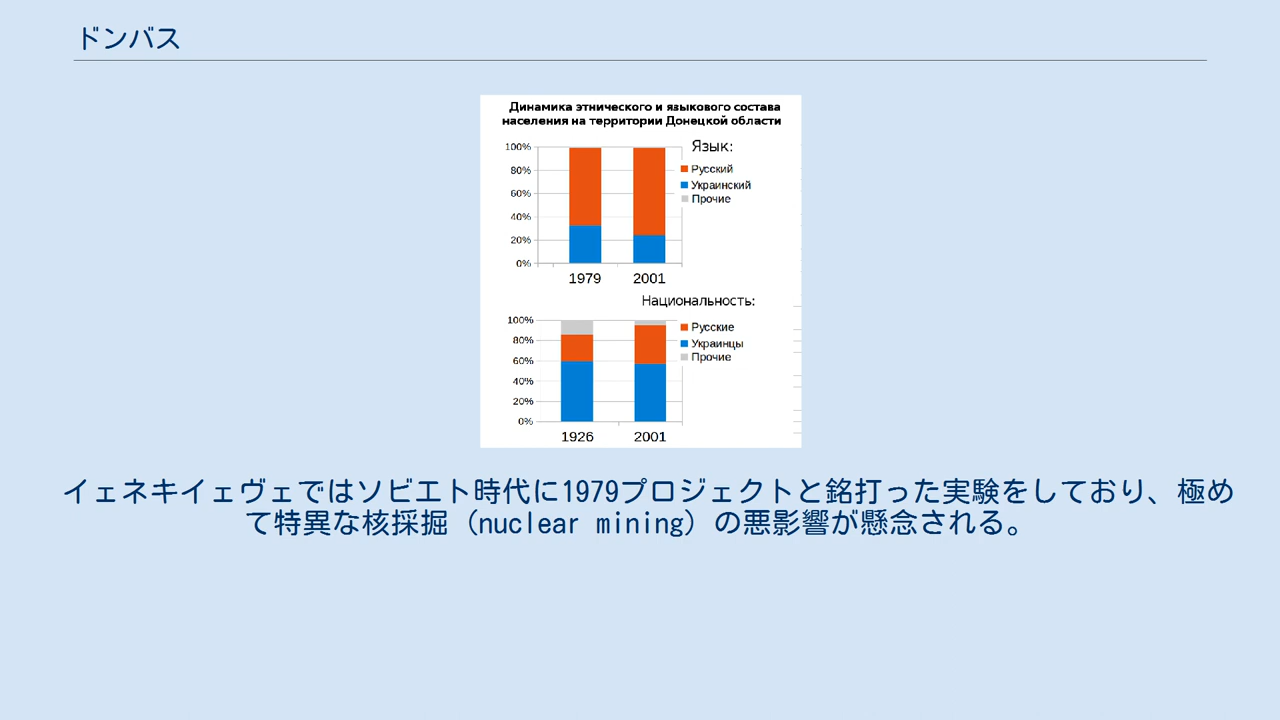 ドンバス
Динамика этнического и языкового состава
населения на территории Донецкой области
Язык:
100%
80%
60%
40%
20%
0%
Русский
Украинский
Прочие
1979 2001
Национальность:
100%
80%
60%
40%
20%
0%
Русские
Украинцы
Прочие
1926 2001
イェネキイェヴェではソビエト時代に1979プロジェクトと銘打った実験をしており、極め
て特異な核採掘（nuclear mining）の悪影響が懸念される。